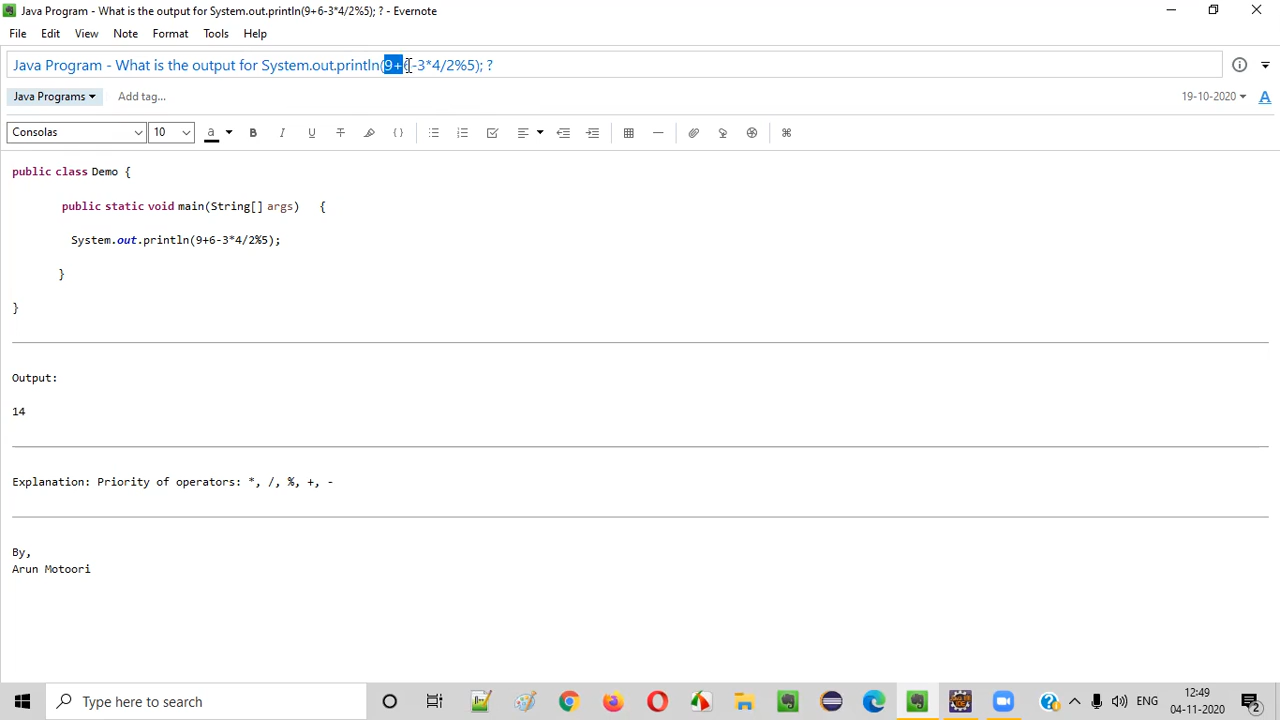 Java Program - What is the output for System.out.println(9+6-3*4/2%5); ? - Evernote
File Edit View Note Format Tools Help
Java Program - What is the output for System.out.println(9+6-3*4/2%5); ?
Java Programs Add tag... 19-10-2020
Consolas 10
public class Demo {
public static void main(String[] args) {
System.out.println(9+6-3*4/2%5);
}
}
Output:
14
Explanation: Priority of operators: *, /, %, +, -
By,
Arun Motoori
Type here to search
ENG
12:49
04-11-2020
2